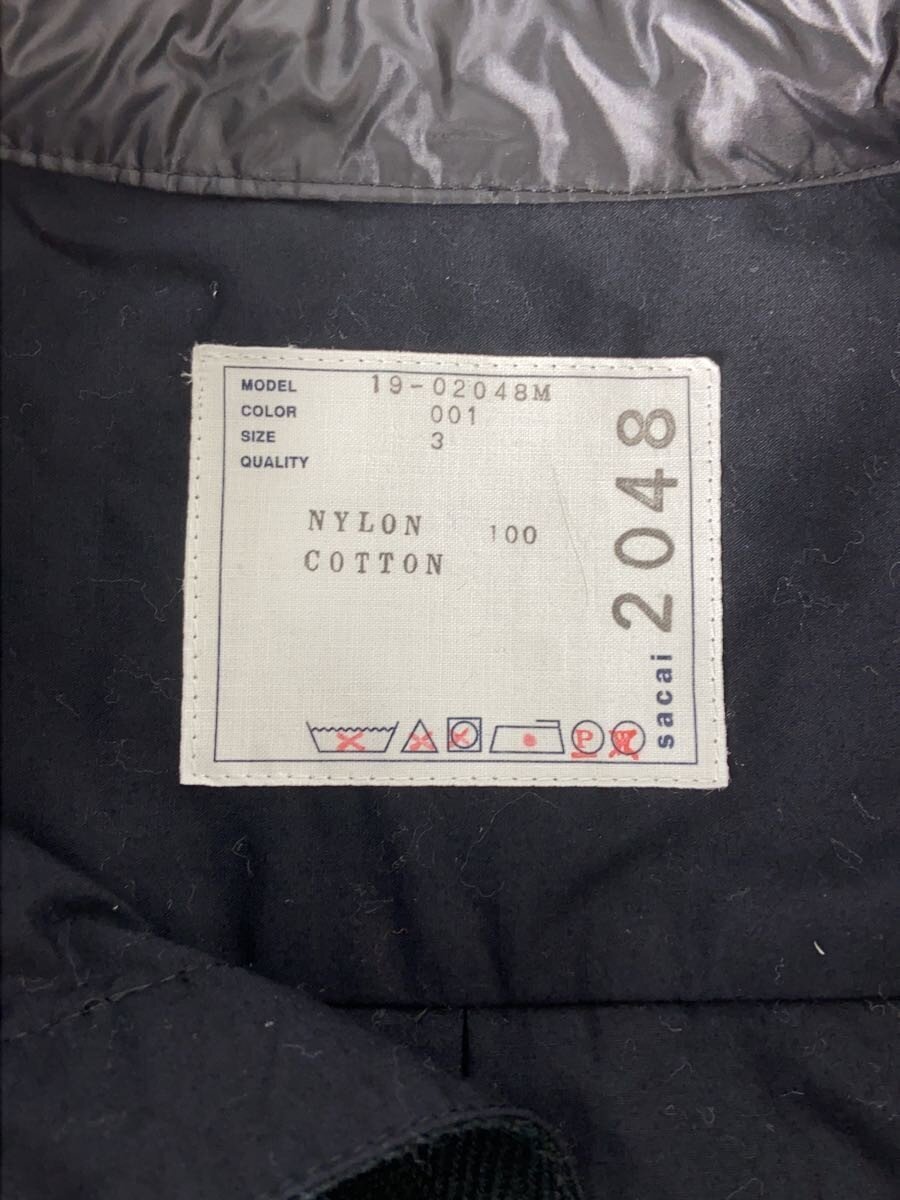 MODEL 19-02048M
COLOR 001
SIZE 3
QUALITY
NYLON 100
COTTON
sacai 2048
P
W